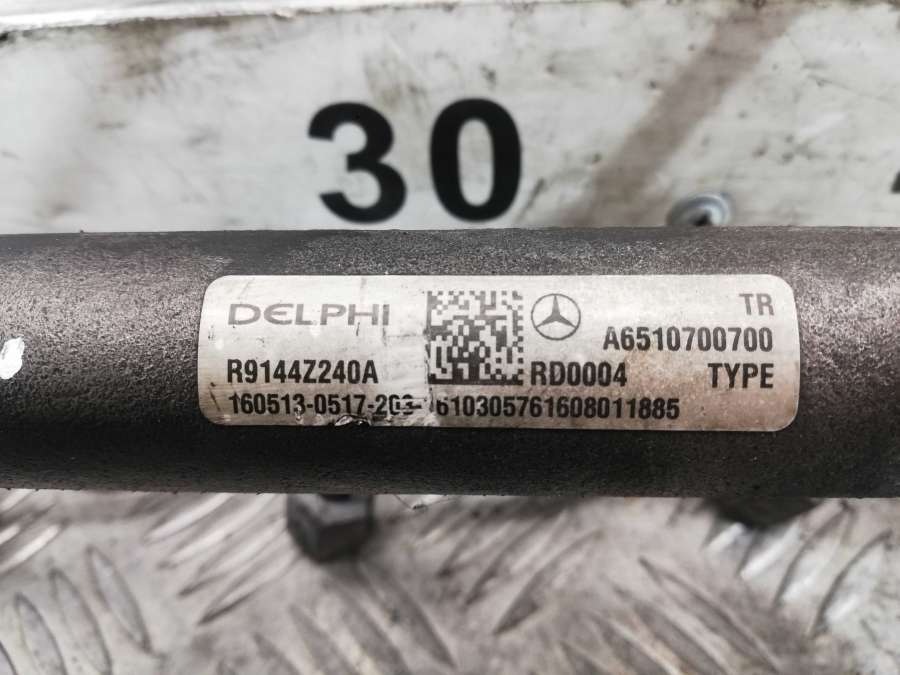 30
DELPHI
TR
A6510700700
R9144Z240A
RD0004
TYPE
160513-0517-203- 610305761608011885